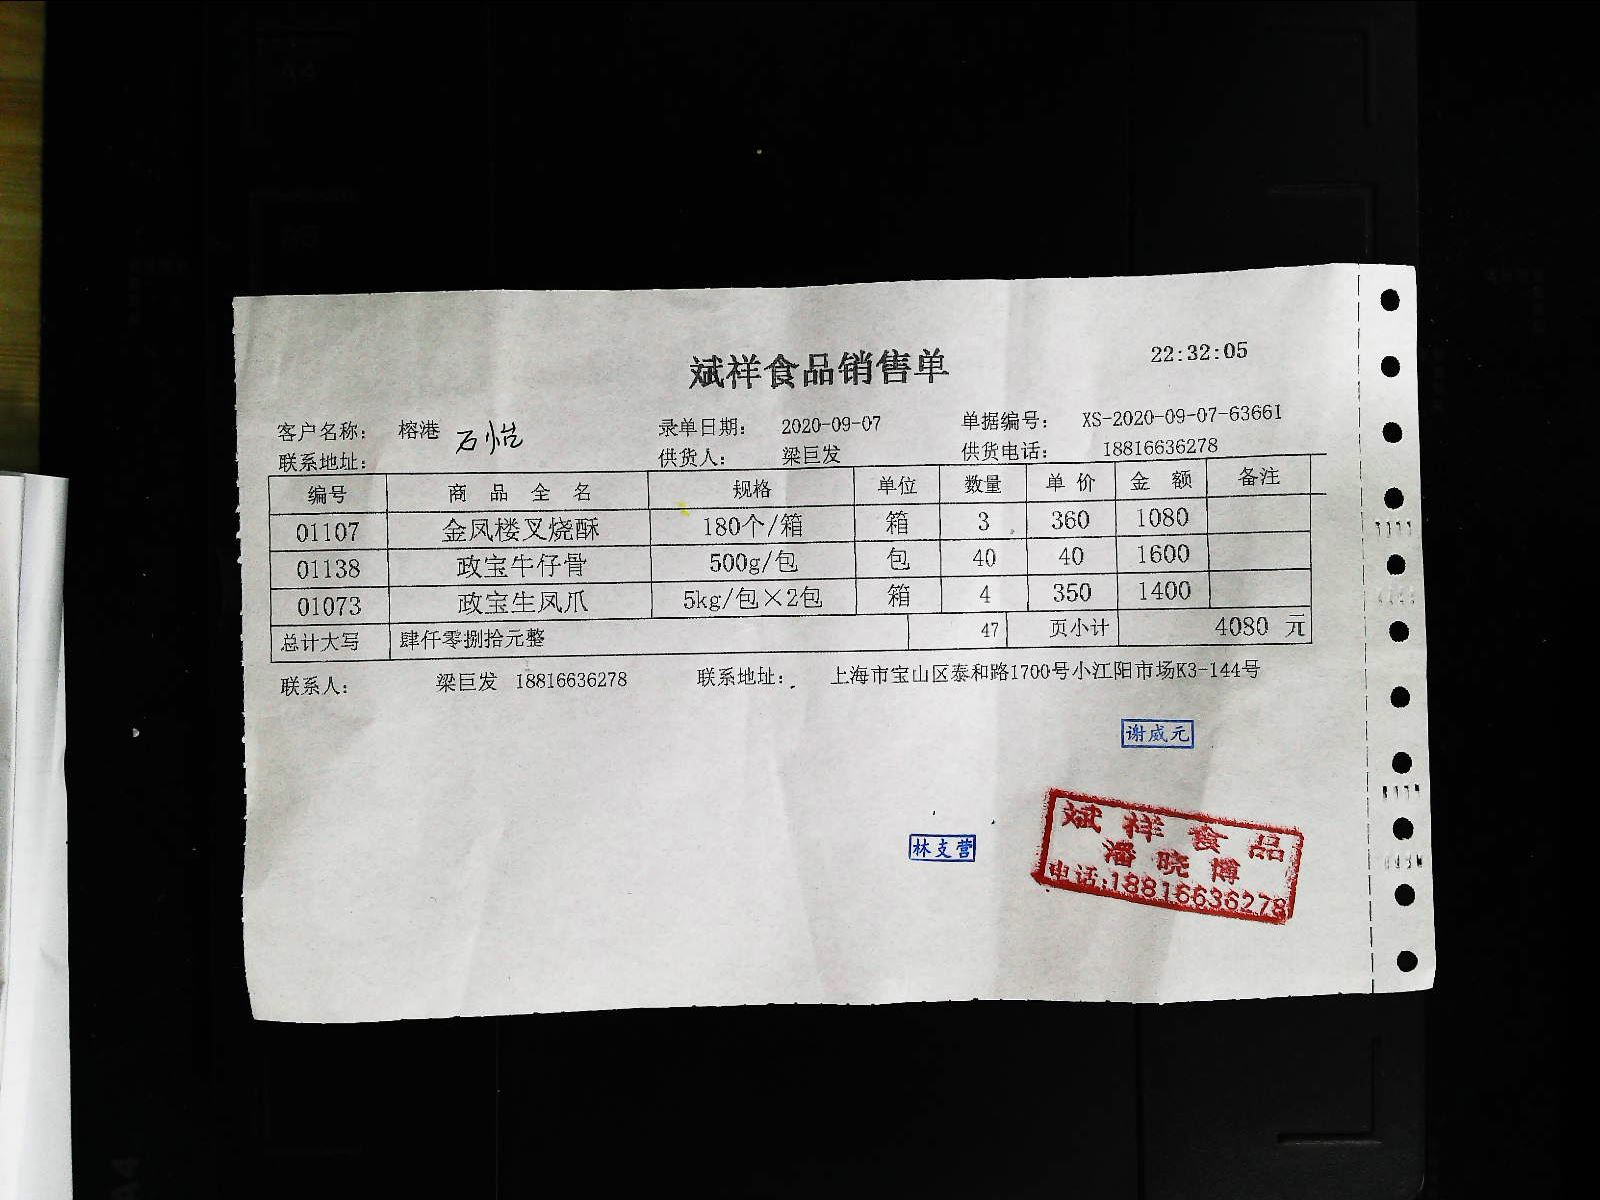 斌祥食品销售单 22:32:05
客户名称: 榕港 录单日期: 2020-09-07 单据编号: XS-2020-09-07-63661
联系地址: 供货人: 梁巨发 供货电话: 18816636278
编号 商品全名 规格 单位 数量 单价 金额 备注
01107 金凤楼叉烧酥 180个/箱 箱 3 360 1080
01138 政宝牛仔骨 500g/包 包 40 40 1600
01073 政宝生凤爪 5kg/包×2包 箱 4 350 1400
总计大写 肆仟零捌拾元整 47 页小计 4080 元
联系人: 梁巨发 18816636278 联系地址: 上海市宝山区泰和路1700号小江阳市场K3-144号
谢威元
林支营
斌祥食品
潘晓博
电话:18816636278